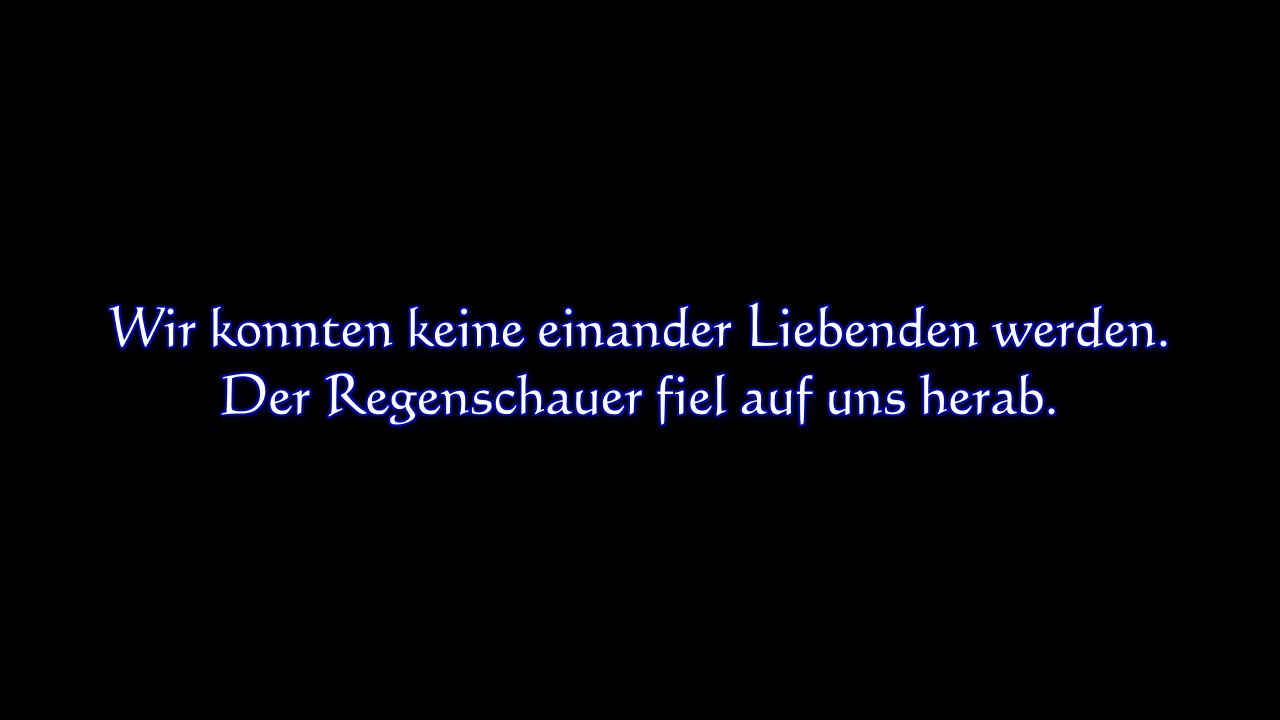 Wir konnten keine einander Liebenden werden.
Der Regenschauer fiel auf uns herab.